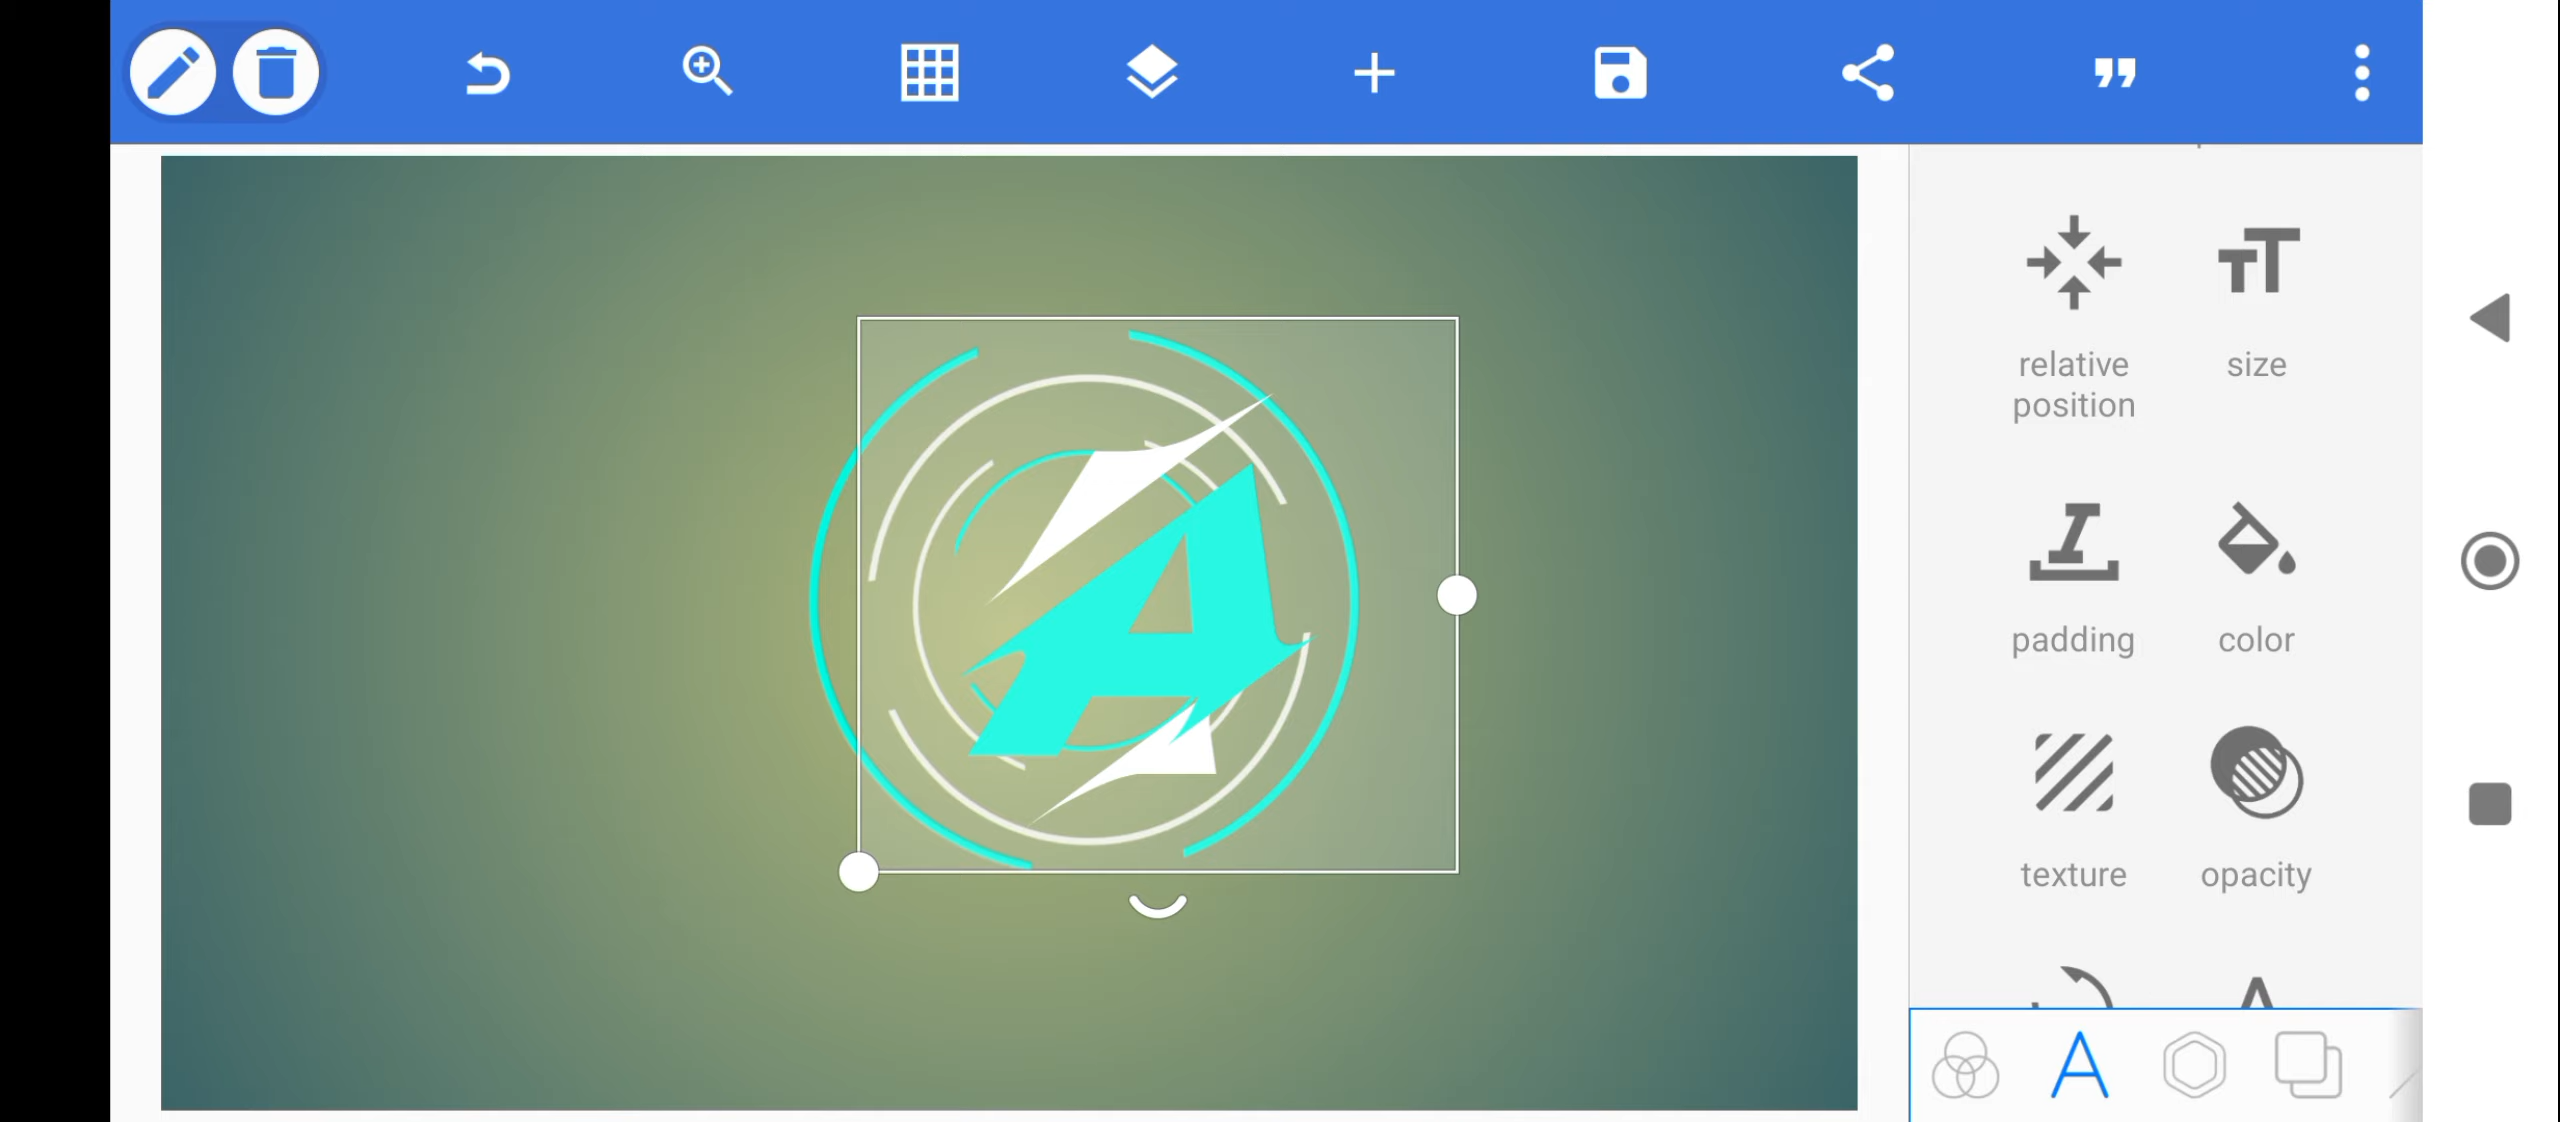 A
relative
position
size
padding
color
texture
opacity